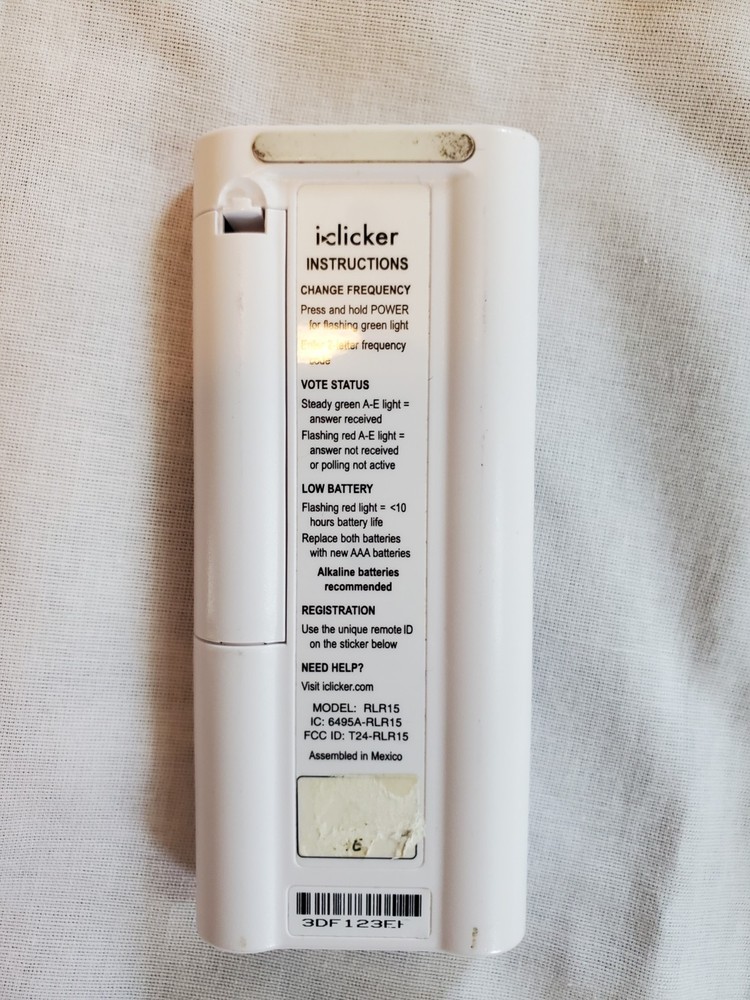 i>clicker
INSTRUCTIONS
CHANGE FREQUENCY
Press and hold POWER
for flashing green light
frequency
VOTE STATUS
Steady green A-E light =
answer received
Flashing red A-E light =
answer not received
or polling not active
LOW BATTERY
Flashing red light = <10
hours battery life
Replace both batteries
with new AAA batteries
Alkaline batteries
recommended
REGISTRATION
Use the unique remote ID
on the sticker below
NEED HELP?
Visit iclicker.com
MODEL: RLR15
IC: 6495A-RLR15
FCC ID: T24-RLR15
Assembled in Mexico